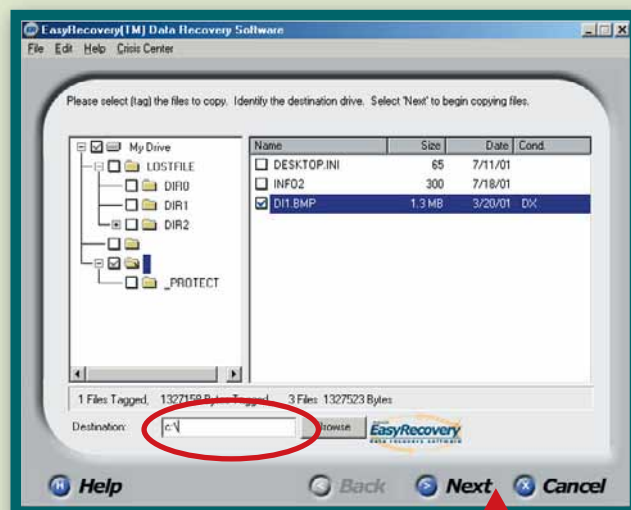 EasyRecovery[TM] Data Recovery Software
File Edit Help Crisis Center
Please select (tag) the files to copy. Identify the destination drive. Select 'Next' to begin copying files.
My Drive
LOSTFILE
DIR0
DIR1
DIR2
_PROTECT
Name Size Date Cond.
DESKTOP.INI 65 7/11/01
INFO2 300 7/18/01
DI1.BMP 1.3 MB 3/20/01 DX
1 Files Tagged, 1327158 Bytes Tagged 3 Files 1327523 Bytes
Destination: c:\ Browse EasyRecovery
data recovery software
Help Back Next Cancel